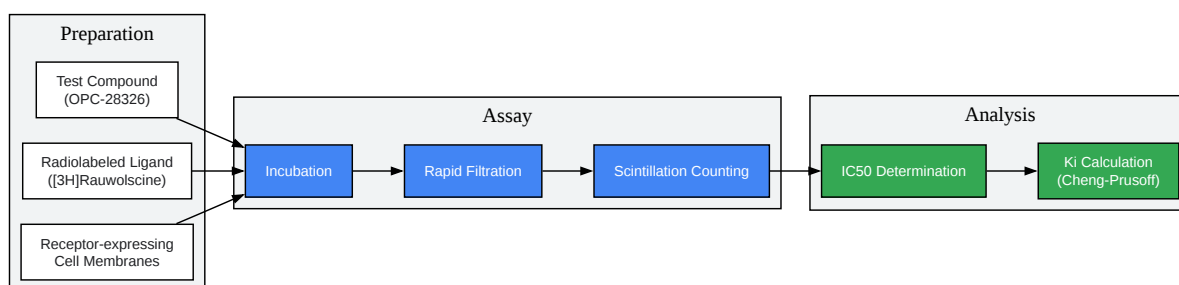 Preparation
Test Compound
(OPC-28326)
Radiolabeled Ligand
([3H]Rauwolscine)
Receptor-expressing
Cell Membranes
Assay
Incubation
Rapid Filtration
Scintillation Counting
Analysis
IC50 Determination
Ki Calculation
(Cheng-Prusoff)